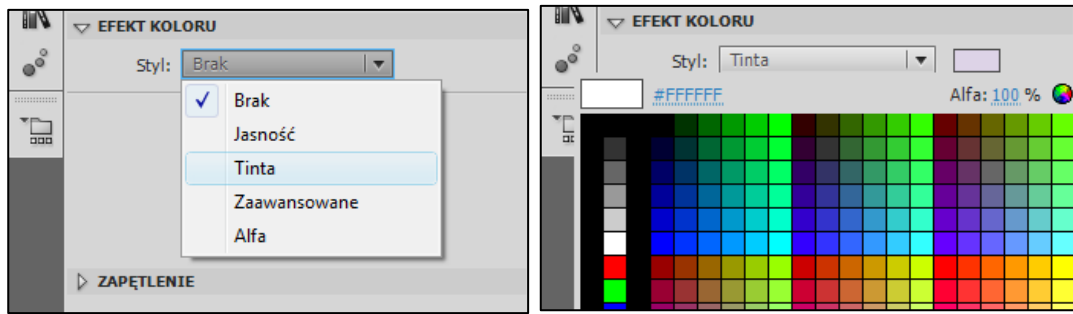 EFEKT KOLORU
Styl: Brak
Brak
Jasność
Tinta
Zaawansowane
Alfa
ZAPĘTLENIE
EFEKT KOLORU
Styl: Tinta
#FFFFFF Alfa: 100 %